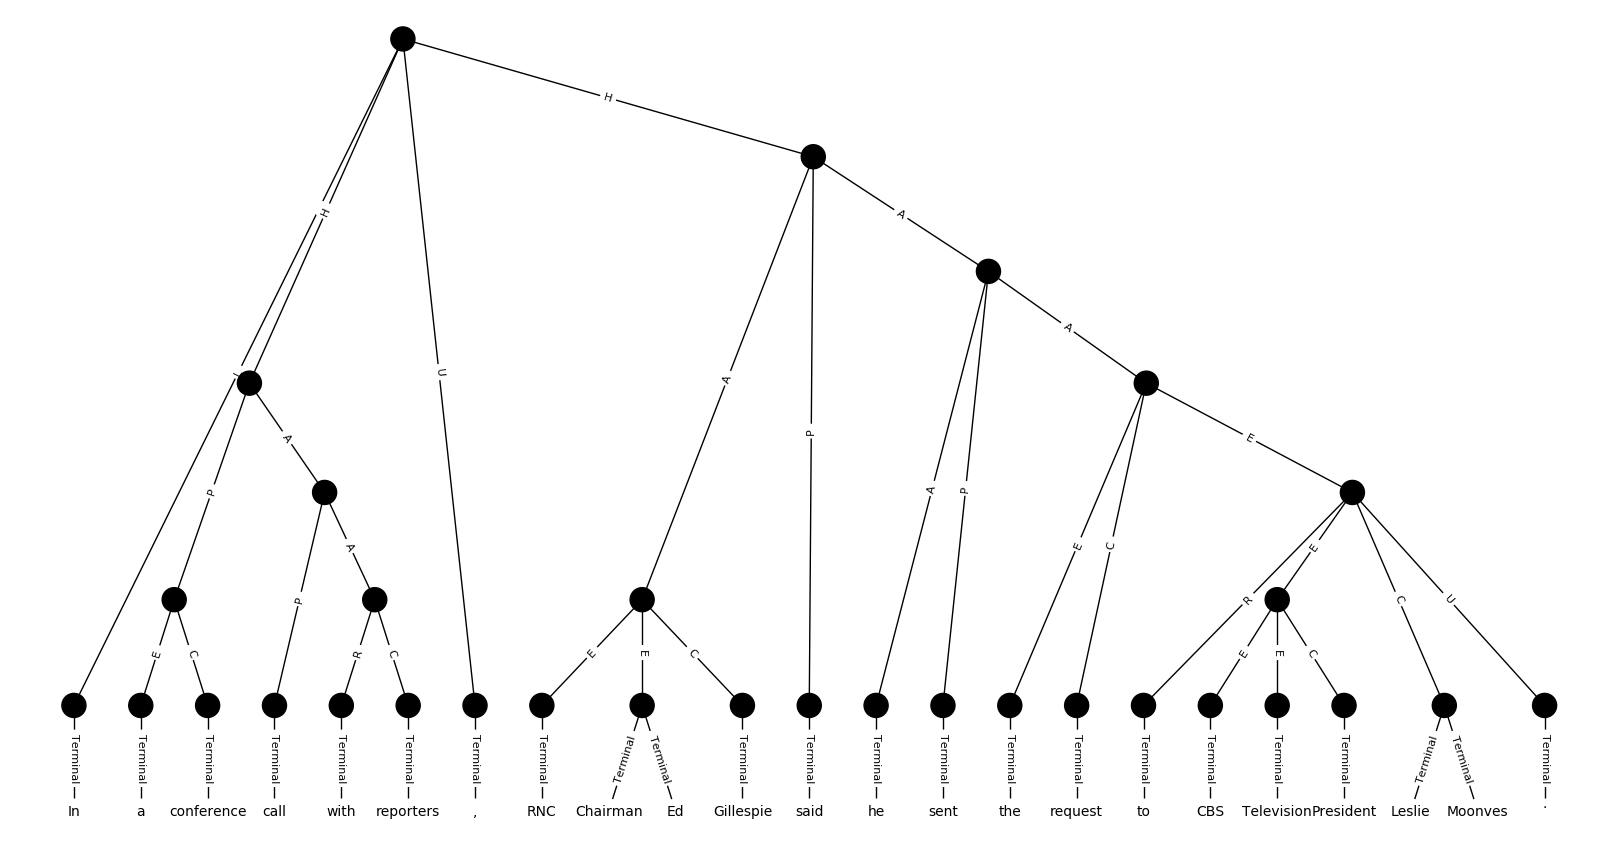 H
A
H
A
A
U
A
P
E
A
P
A
P
A
E
E
C
P
A
E
C
R
C
U
E
C
R
C
E
E
C
E
E
C
Terminal Terminal Terminal Terminal Terminal Terminal Terminal Terminal Terminal Terminal Terminal Terminal Terminal Terminal Terminal Terminal Terminal Terminal Terminal Terminal Terminal Terminal Terminal
In a conference call with reporters , RNC Chairman Ed Gillespie said he sent the request to CBS Television President Leslie Moonves .